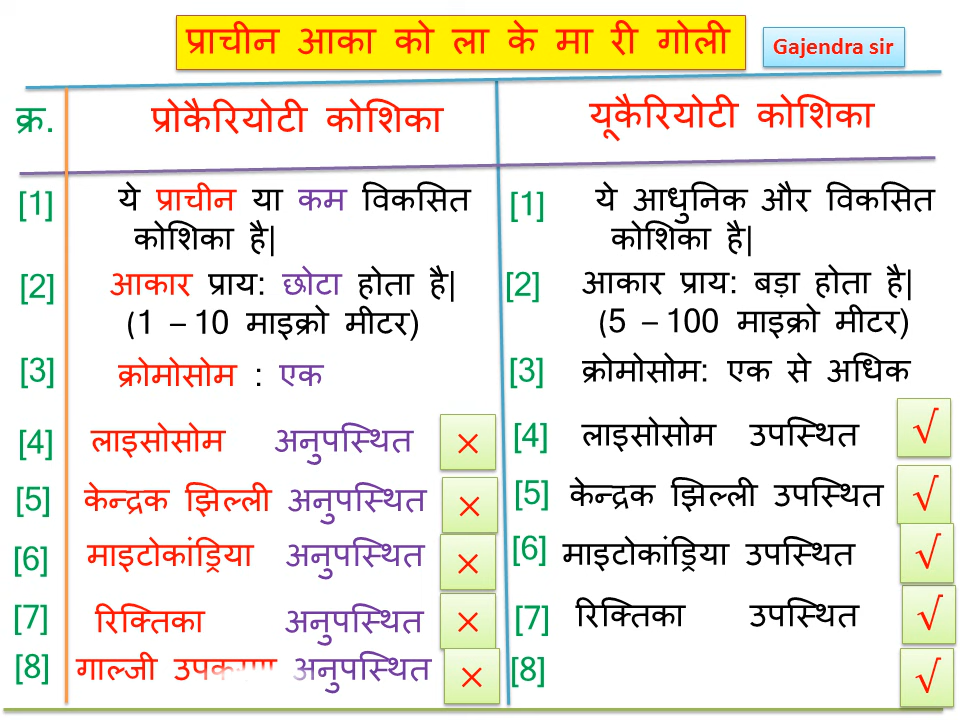 प्राचीन आका को ला के मा री गोली
Gajendra sir
क्र. प्रोकैरियोटी कोशिका यूकैरियोटी कोशिका
[1] ये प्राचीन या कम विकसित
कोशिका है|
[1] ये आधुनिक और विकसित
कोशिका है|
[2] आकार प्राय: छोटा होता है|
(1 – 10 माइक्रो मीटर)
[2] आकार प्राय: बड़ा होता है|
(5 – 100 माइक्रो मीटर)
[3] क्रोमोसोम : एक
[3] क्रोमोसोम: एक से अधिक
[4] लाइसोसोम अनुपस्थित ×
[4] लाइसोसोम उपस्थित √
[5] केन्द्रक झिल्ली अनुपस्थित ×
[5] केन्द्रक झिल्ली उपस्थित √
[6] माइटोकांड्रिया अनुपस्थित ×
[6] माइटोकांड्रिया उपस्थित √
[7] रिक्तिका अनुपस्थित ×
[7] रिक्तिका उपस्थित √
[8] गाल्जी अनुपस्थित ×
[8] √